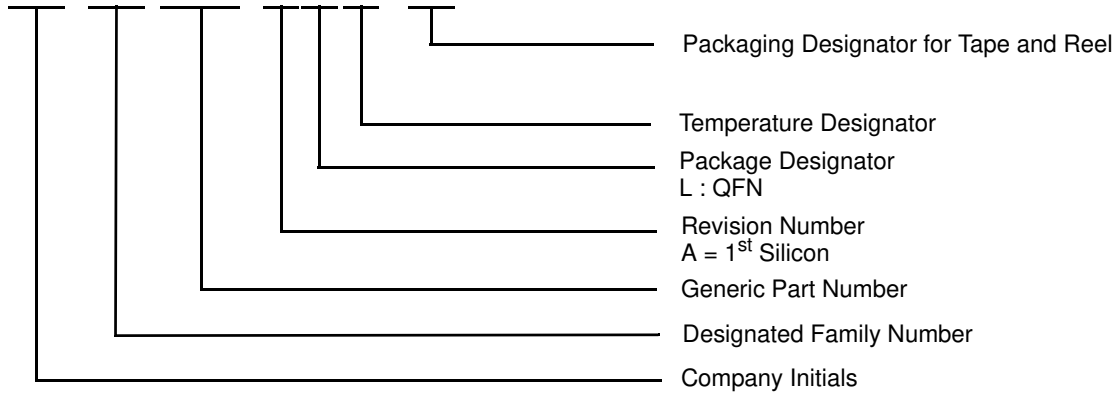 Packaging Designator for Tape and Reel
Temperature Designator
Package Designator
L : QFN
Revision Number
A = 1st Silicon
Generic Part Number
Designated Family Number
Company Initials